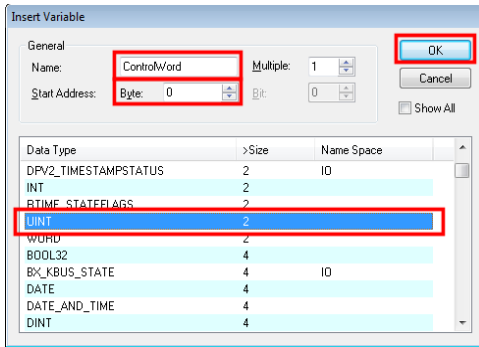 Insert Variable
General
Name: ControlWord Multiple: 1 OK
Start Address: Byte: 0 Bit: 0 Cancel
Show All
Data Type >Size Name Space
DPV2_TIMESTAMPSTATUS 2 IO
INT 2
BTIME_STATEFLAGS 2
UINT 2
WORD 2
BOOL32 4
BX_KBUS_STATE 4 IO
DATE 4
DATE_AND_TIME 4
DINT 4